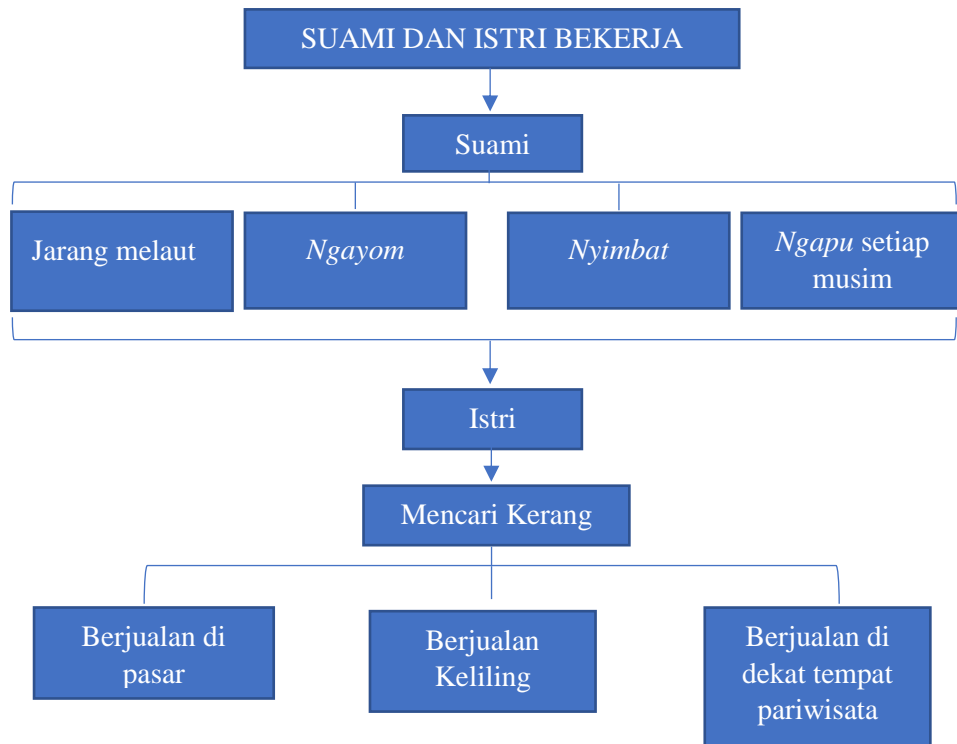 SUAMI DAN ISTRI BEKERJA
Suami
Jarang melaut
Ngayom
Nyimbat
Ngapu setiap
musim
Istri
Mencari Kerang
Berjualan di
pasar
Berjualan
Keliling
Berjualan di
dekat tempat
pariwisata